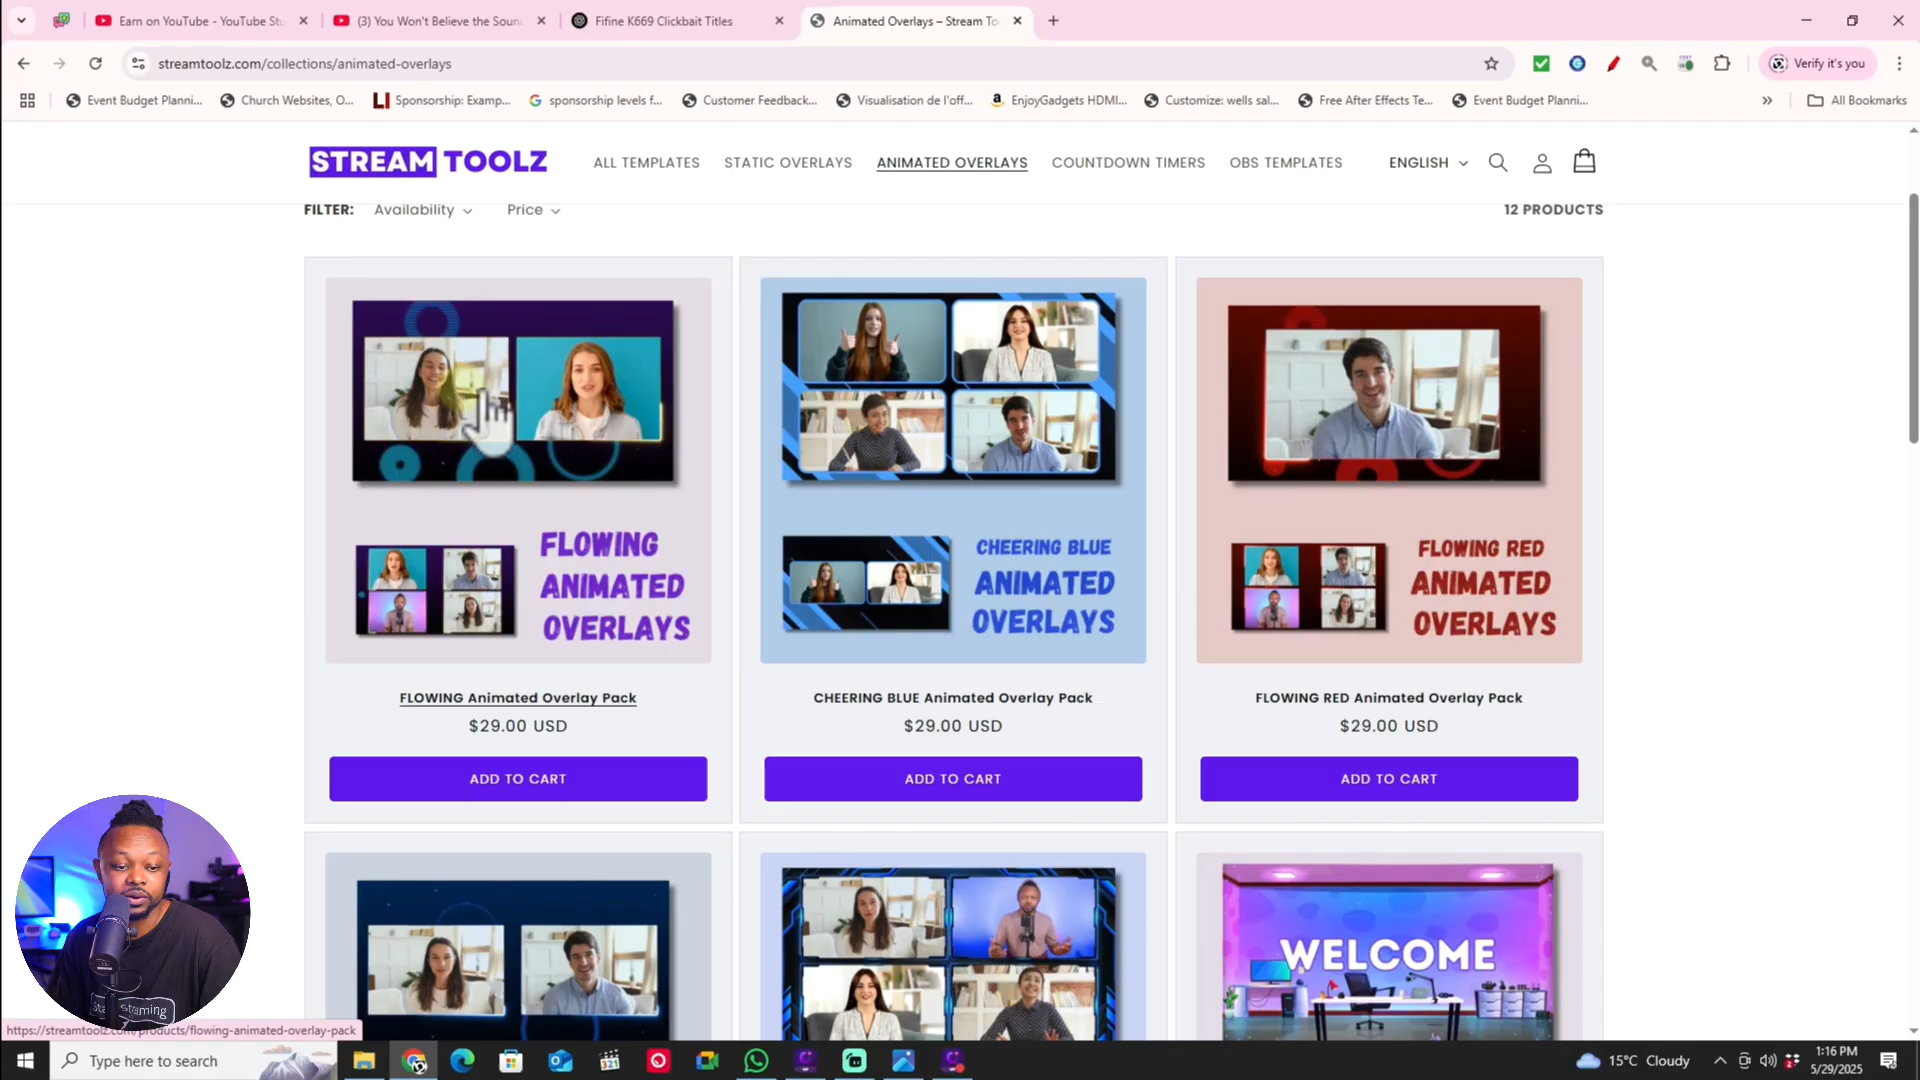 Earn on YouTube - YouTube Stu
(3) You Won't Believe the Soun
Fifine K669 Clickbait Titles
Animated Overlays – Stream To
streamtoolz.com/collections/animated-overlays
Verify it's you
Event Budget Planni...
Church Websites, O...
Sponsorship: Examp...
sponsorship levels f...
Customer Feedback...
Visualisation de l'off...
EnjoyGadgets HDMI...
Customize: wells sal...
Free After Effects Te...
Event Budget Planni...
All Bookmarks
STREAM TOOLZ
ALL TEMPLATES
STATIC OVERLAYS
ANIMATED OVERLAYS
COUNTDOWN TIMERS
OBS TEMPLATES
ENGLISH
FILTER:
Availability
Price
12 PRODUCTS
FLOWING
ANIMATED
OVERLAYS
CHEERING BLUE
ANIMATED
OVERLAYS
FLOWING RED
ANIMATED
OVERLAYS
FLOWING Animated Overlay Pack
$29.00 USD
ADD TO CART
CHEERING BLUE Animated Overlay Pack
$29.00 USD
ADD TO CART
FLOWING RED Animated Overlay Pack
$29.00 USD
ADD TO CART
WELCOME
https://streamtoolz.com/products/flowing-animated-overlay-pack
Type here to search
321
15°C Cloudy
1:16 PM
5/29/2025